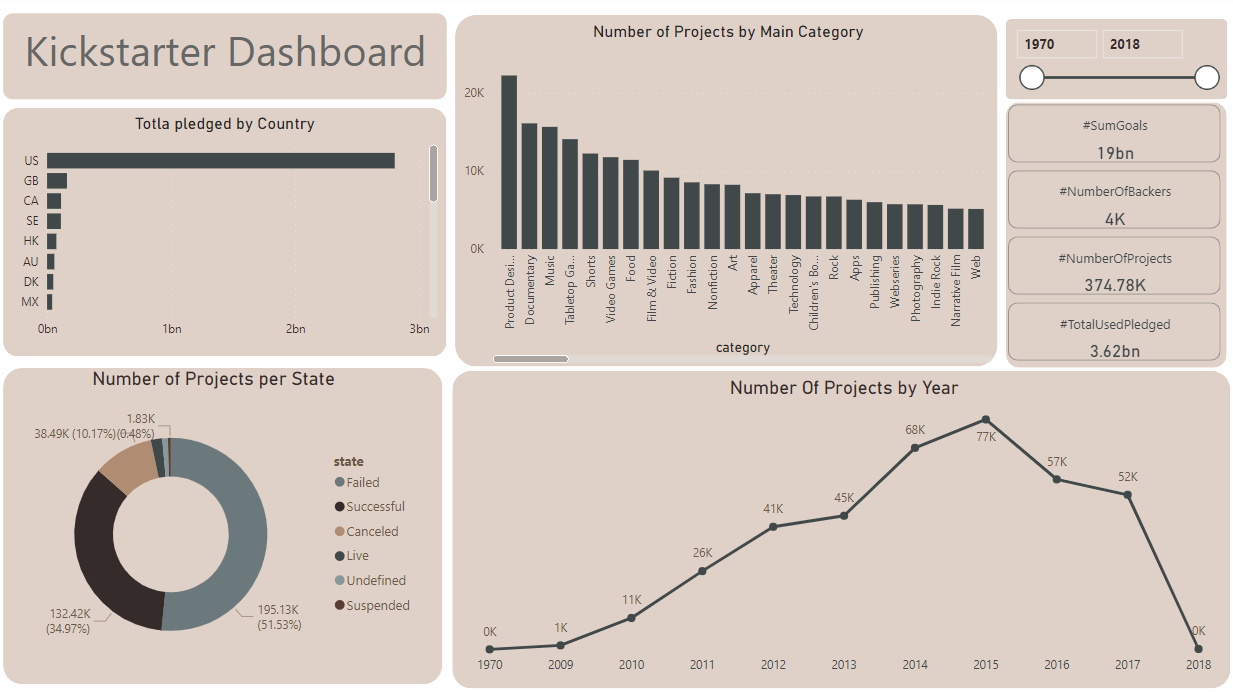 Kickstarter Dashboard
Totla pledged by Country
US
GB
CA
SE
HK
AU
DK
MX
0bn 1bn 2bn 3bn
Number of Projects by Main Category
20K
10K
0K
Product Desi...
Documentary
Music
Tabletop Ga...
Shorts
Video Games
Food
Film & Video
Fiction
Fashion
Nonfiction
Art
Apparel
Theater
Technology
Children's Bo...
Rock
Apps
Publishing
Webseries
Photography
Indie Rock
Narrative Film
Web
category
1970 2018
#SumGoals
19bn
#NumberOfBackers
4K
#NumberOfProjects
374.78K
#TotalUsedPledged
3.62bn
Number of Projects per State
1.83K
(0.48%)
38.49K (10.17%)
132.42K
(34.97%)
195.13K
(51.53%)
state
Failed
Successful
Canceled
Live
Undefined
Suspended
Number Of Projects by Year
0K
1K
11K
26K
41K
45K
68K
77K
57K
52K
0K
1970 2009 2010 2011 2012 2013 2014 2015 2016 2017 2018